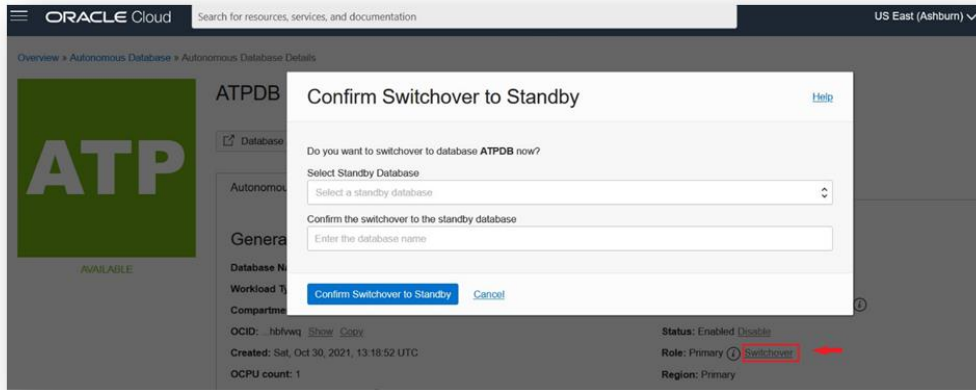 ORACLE Cloud
Search for resources, services, and documentation
US East (Ashburn)
Overview » Autonomous Database » Autonomous Database Details
ATP
AVAILABLE
ATPDB
Database
Autonomou
Genera
Database Na
Workload Ty
Compartme
OCID: ...hbfvwq Show Copy
Created: Sat, Oct 30, 2021, 13:18:52 UTC
OCPU count: 1
Confirm Switchover to Standby
Help
Do you want to switchover to database ATPDB now?
Select Standby Database
Select a standby database
Confirm the switchover to the standby database
Enter the database name
Confirm Switchover to Standby
Cancel
Status: Enabled Disable
Role: Primary i Switchover
Region: Primary